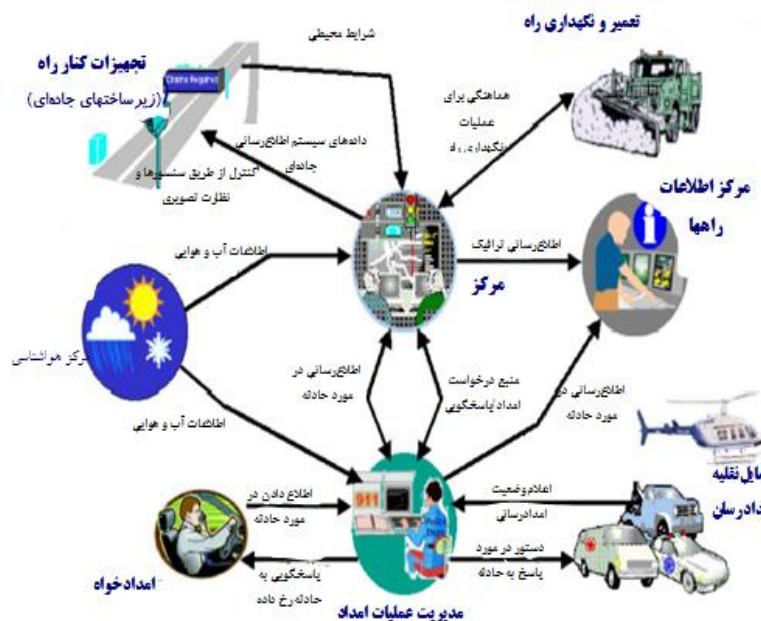 شرایط محیطی
تعمیر و نگهداری راه
تجهیزات کنار راه
(زیرساختهای جاده‌ای)
هماهنگی برای
عملیات
نگهداری راه
داده‌های سیستم اطلاع‌رسانی
جاده‌ای
کنترل از طریق سنسورها و
نظارت تصویری
مرکز اطلاعات
راهها
اطلاعات آب و هوایی
اطلاع‌رسانی ترافیک
مرکز
مرکز هواشناسی
اطلاع‌رسانی در
مورد حادثه
منبع درخواست
امداد/پاسخگویی
اطلاع‌رسانی در
مورد حادثه
اطلاعات آب و هوایی
911
اطلاع دادن در
مورد حادثه
اعلام وضعیت
امدادرسانی
پاسخگویی به
حادثه رخ داده
دستور در مورد
پاسخ به حادثه
امدادخواه
مدیریت عملیات امداد